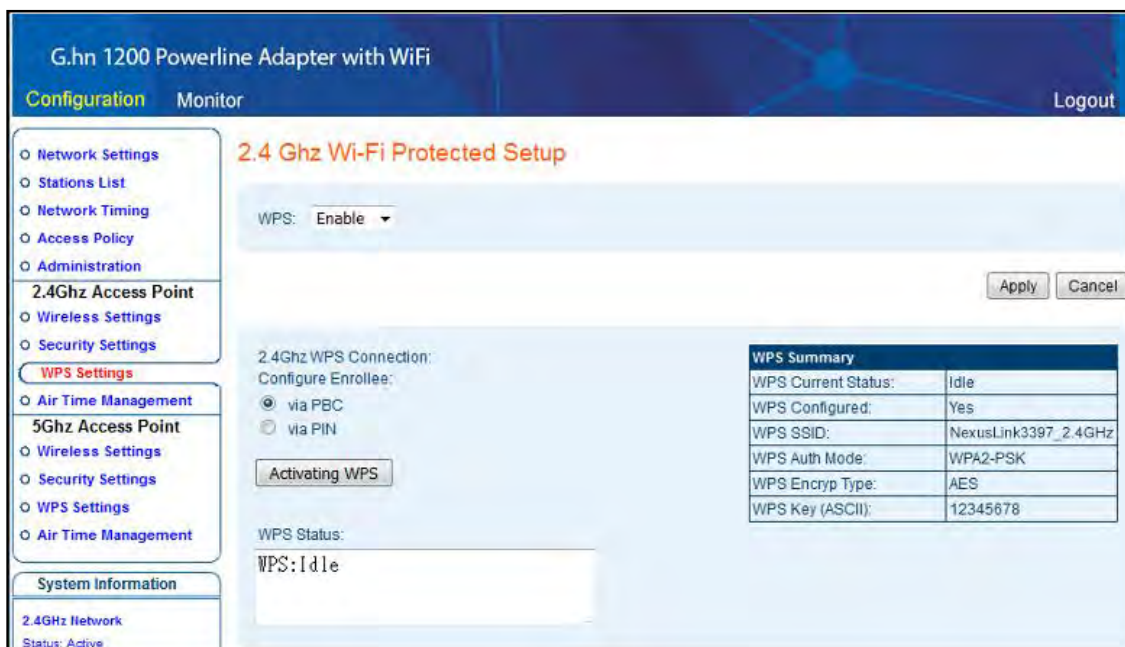 G.hn 1200 Powerline Adapter with WiFi
Configuration Monitor Logout
Network Settings
Stations List
Network Timing
Access Policy
Administration
2.4Ghz Access Point
Wireless Settings
Security Settings
WPS Settings
Air Time Management
5Ghz Access Point
Wireless Settings
Security Settings
WPS Settings
Air Time Management
System Information
2.4GHz Network
Status: Active
2.4 Ghz Wi-Fi Protected Setup
WPS: Enable
Apply Cancel
2.4Ghz WPS Connection:
Configure Enrollee:
via PBC
via PIN
Activating WPS
WPS Status:
WPS:Idle
WPS Summary
WPS Current Status: Idle
WPS Configured: Yes
WPS SSID: NexusLink3397_2.4GHz
WPS Auth Mode: WPA2-PSK
WPS Encryp Type: AES
WPS Key (ASCII): 12345678